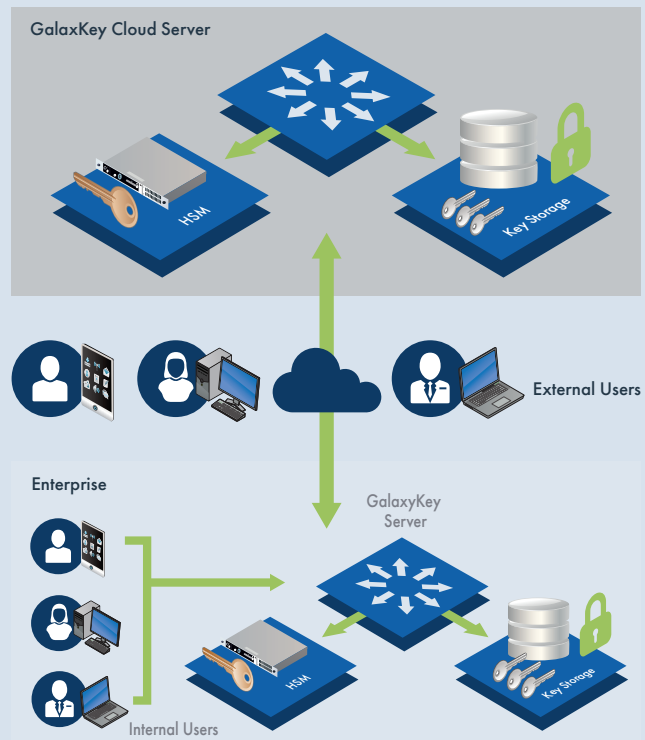 GalaxKey Cloud Server
HSM
Key Storage
External Users
Enterprise
GalaxyKey
Server
HSM
Key Storage
Internal Users